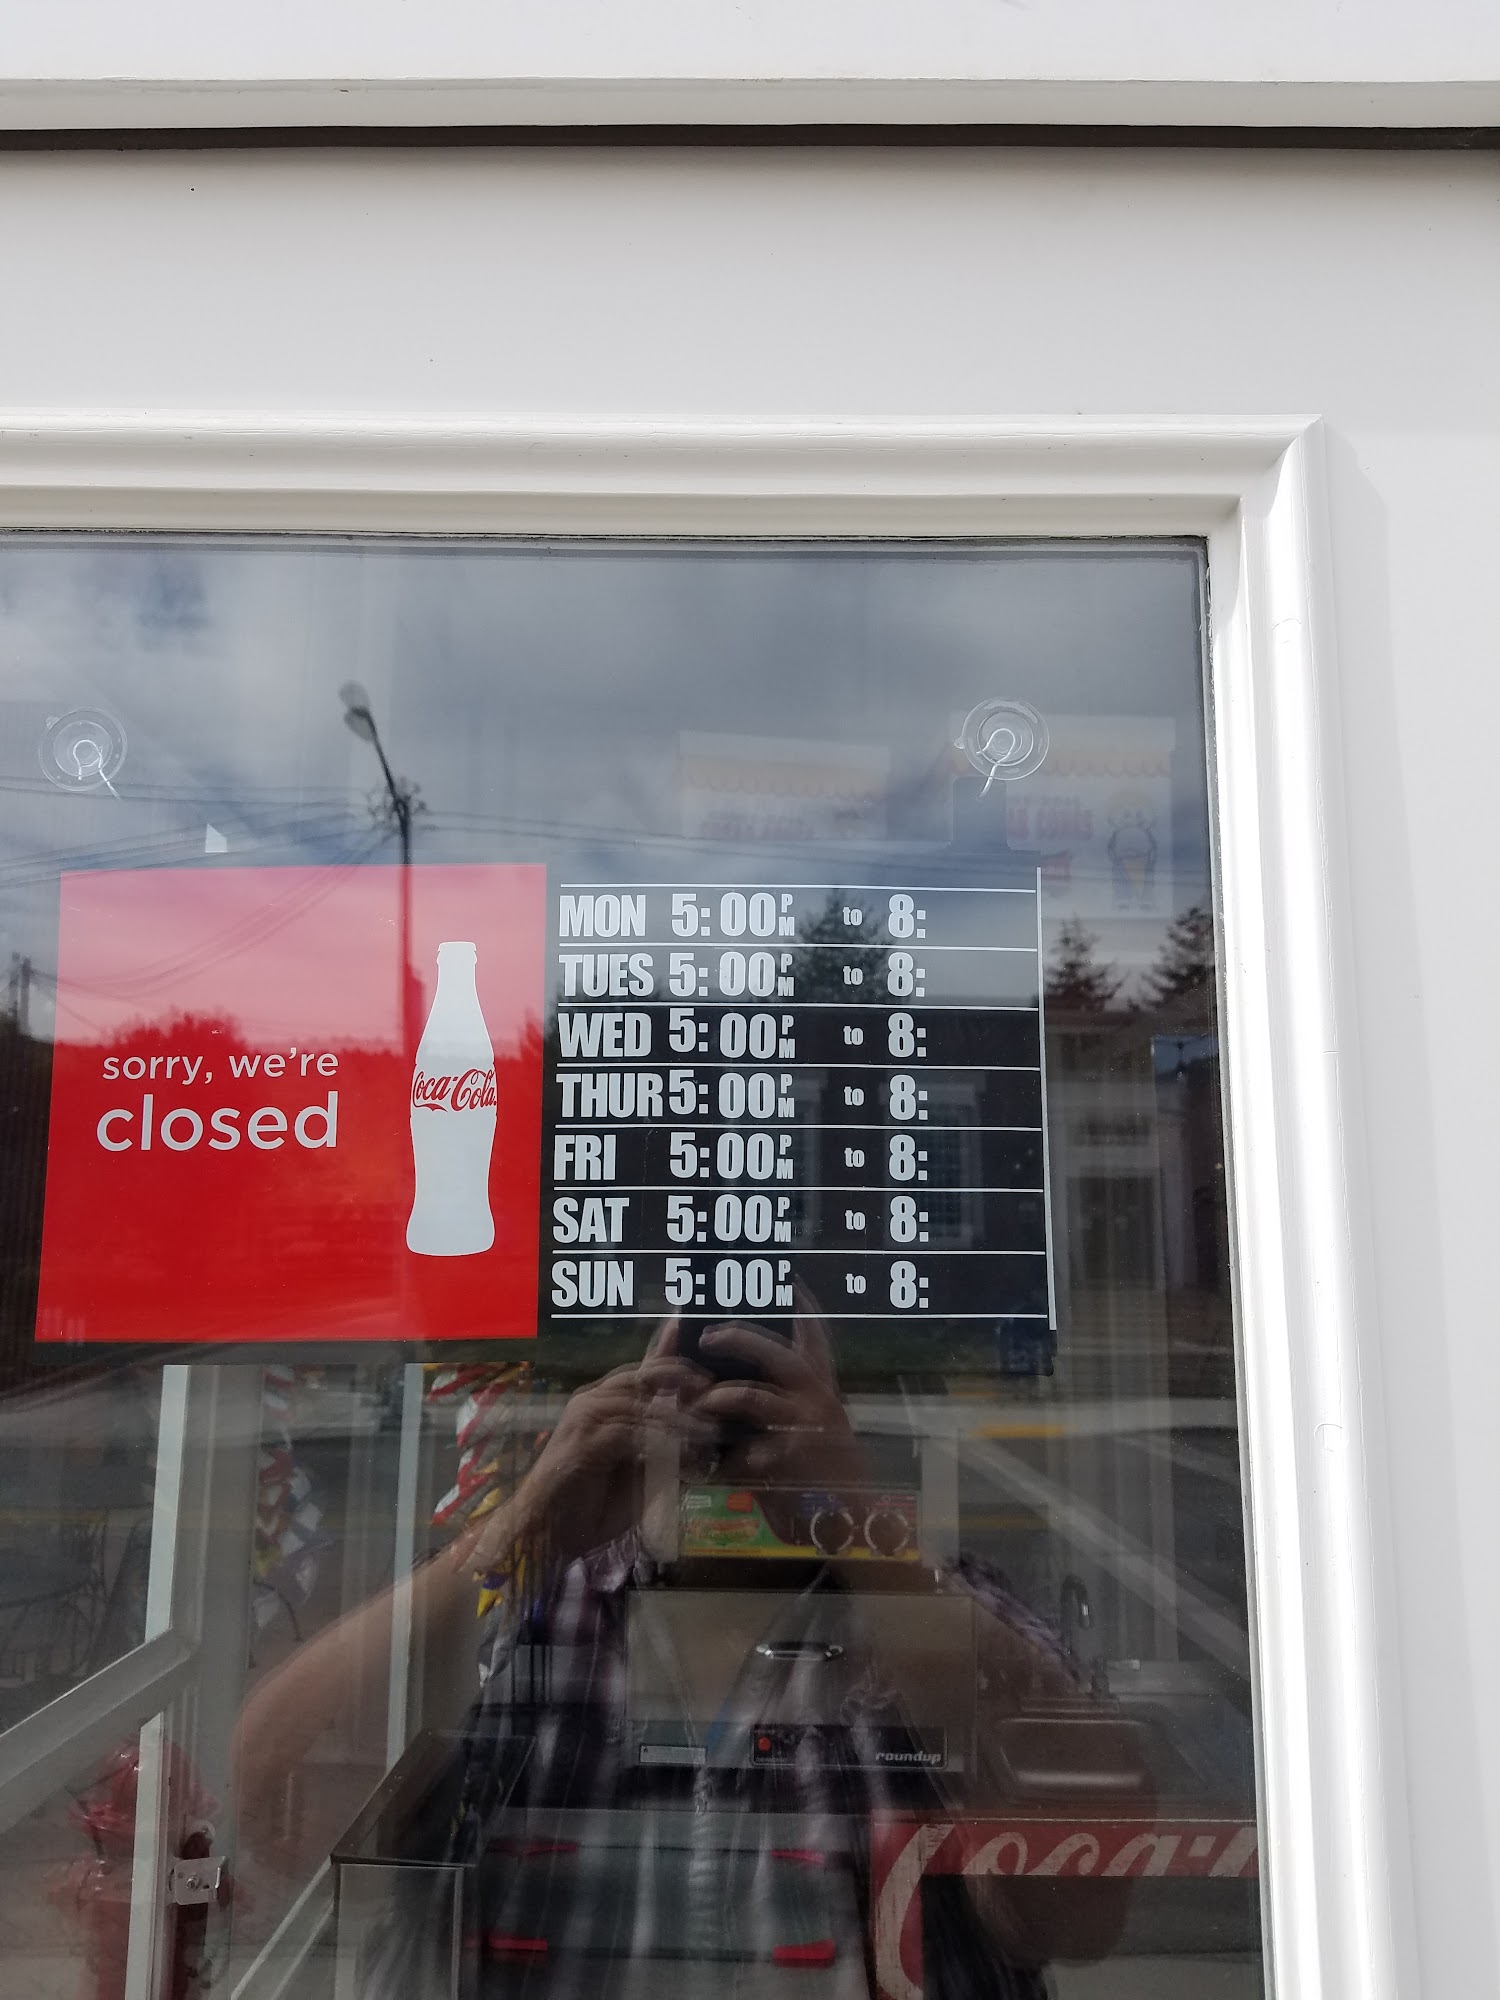 sorry, we're
closed
Coca-Cola
MON 5:00 PM to 8:
TUES 5:00 PM to 8:
WED 5:00 PM to 8:
THUR 5:00 PM to 8:
FRI 5:00 PM to 8:
SAT 5:00 PM to 8:
SUN 5:00 PM to 8:
roundup